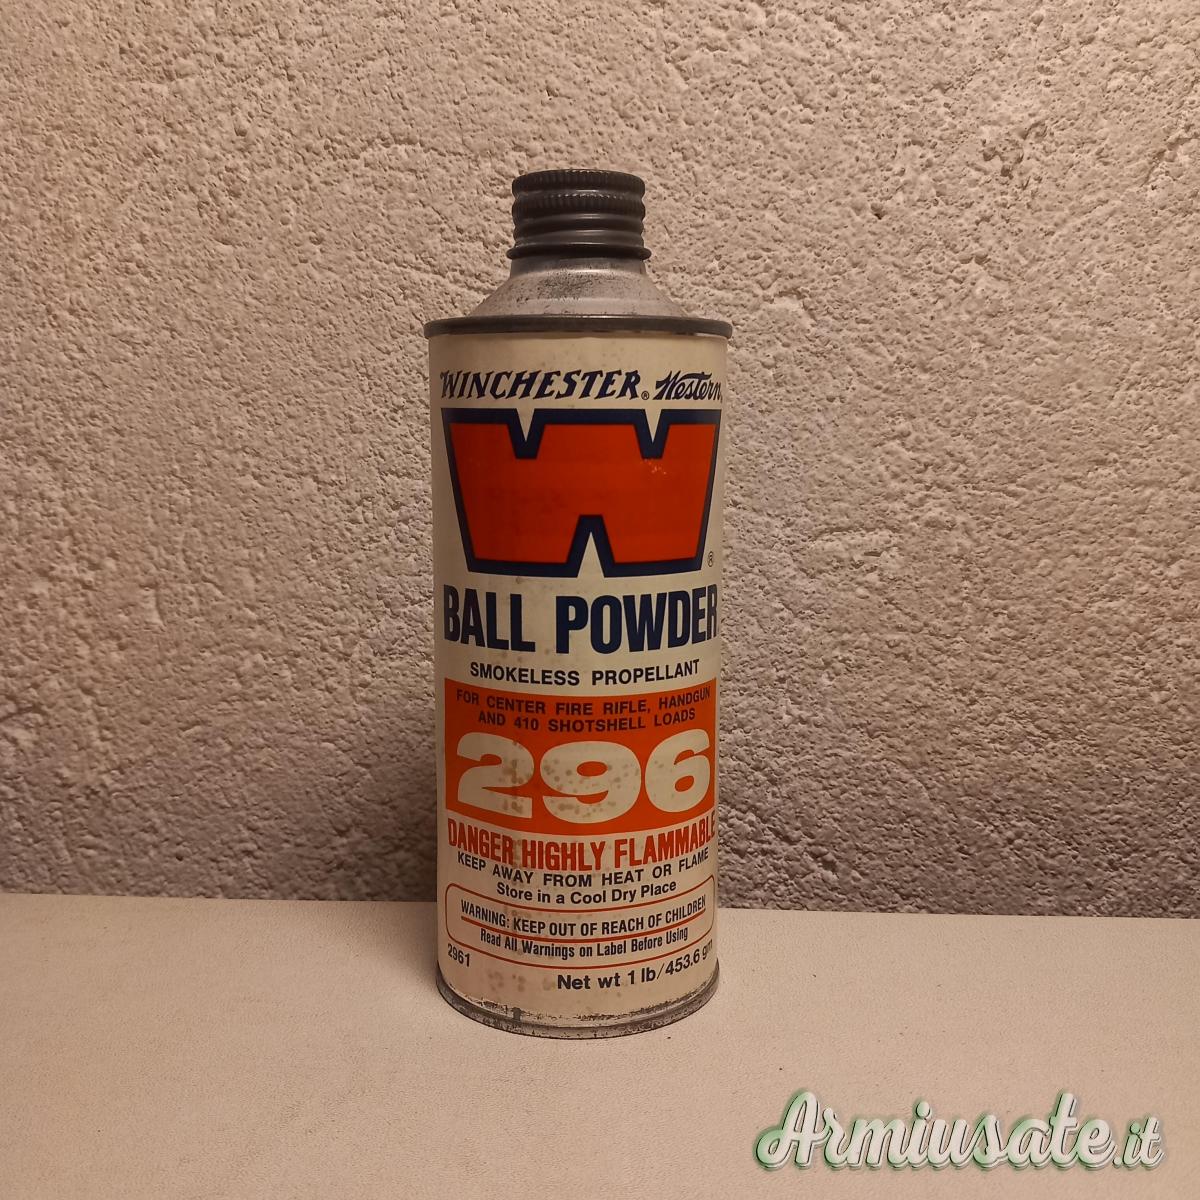 WINCHESTER® Western
W
®
BALL POWDER
SMOKELESS PROPELLANT
FOR CENTER FIRE RIFLE, HANDGUN
AND 410 SHOTSHELL LOADS
296
DANGER HIGHLY FLAMMABLE
KEEP AWAY FROM HEAT OR FLAME
Store in a Cool Dry Place
WARNING: KEEP OUT OF REACH OF CHILDREN
Read All Warnings on Label Before Using
2961
Net wt 1 lb/453.6 gm
Armiusate.it